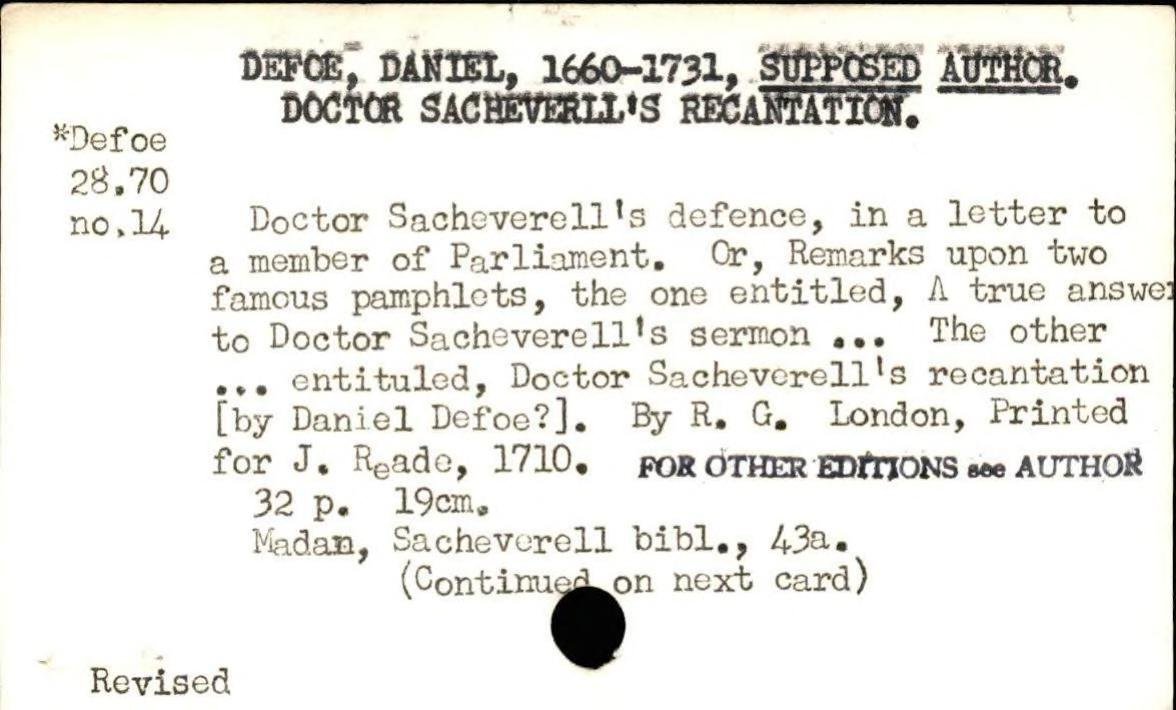 DEFOE, DANIEL, 1660-1731, SUPPOSED AUTHOR.
DOCTOR SACHEVERLL'S RECANTATION.
*Defoe
28.70
no.14
Doctor Sacheverell's defence, in a letter to
a member of Parliament. Or, Remarks upon two
famous pamphlets, the one entitled, A true answer
to Doctor Sacheverell's sermon ... The other
... entituled, Doctor Sacheverell's recantation
[by Daniel Defoe?]. By R. G. London, Printed
for J. Reade, 1710. FOR OTHER EDITIONS see AUTHOR
32 p. 19cm.
Madan, Sacheverell bibl., 43a.
(Continued on next card)
Revised